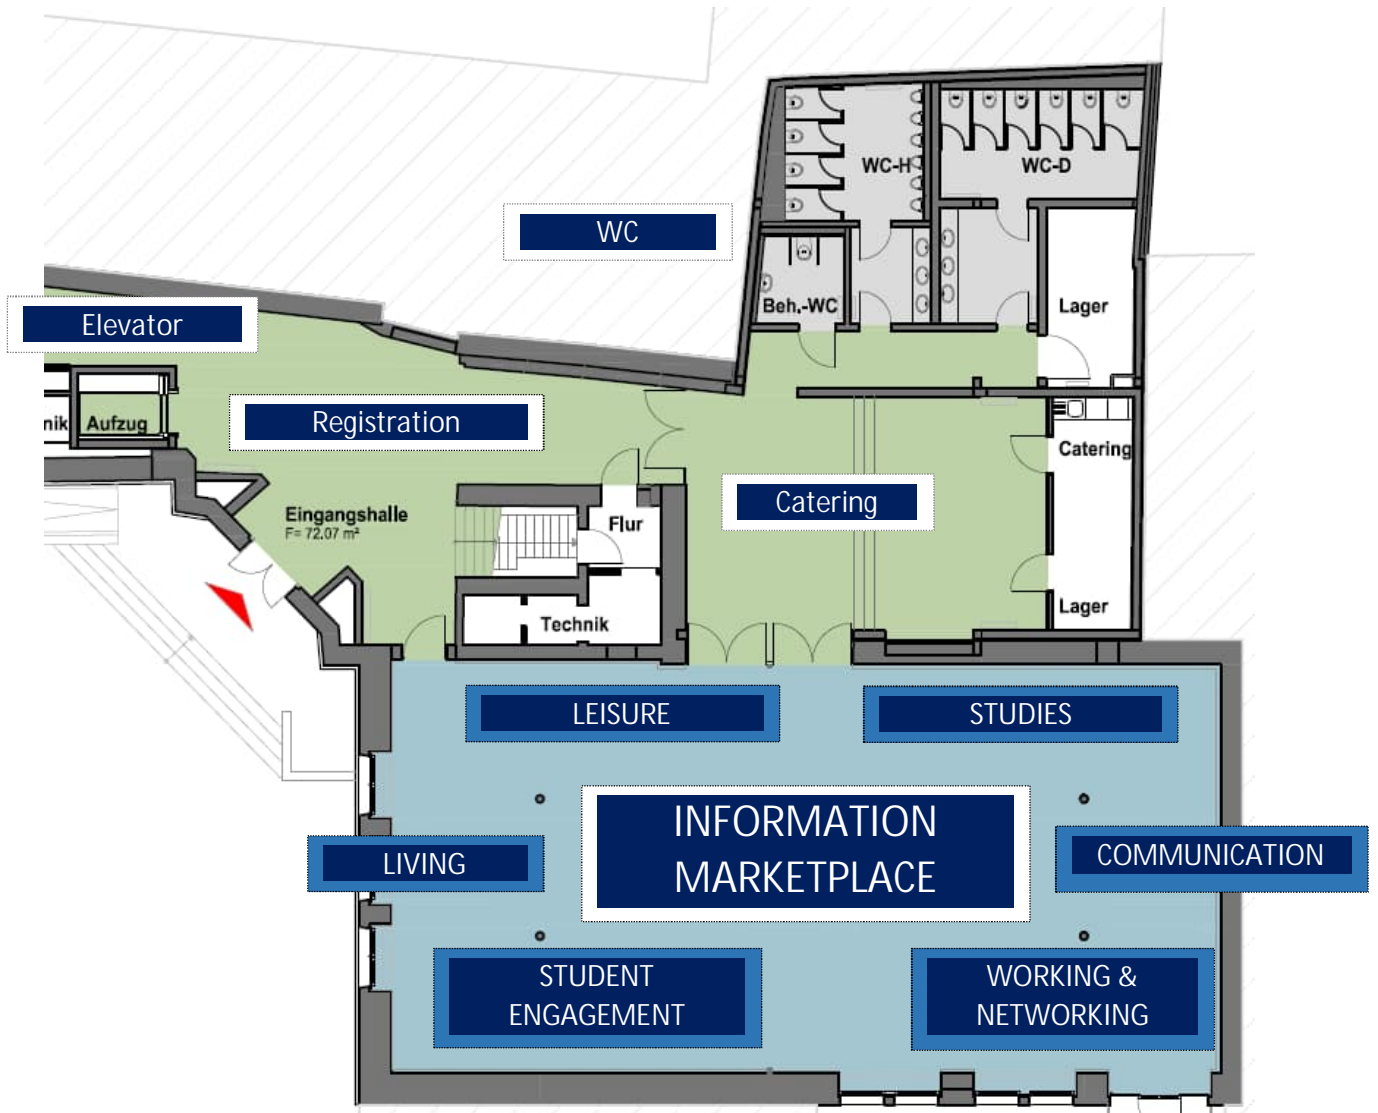 WC-H
WC-D
WC
Beh.-WC
Lager
Elevator
Registration
nik
Aufzug
Catering
Catering
Eingangshalle
F= 72.07 m²
Flur
Lager
Technik
LEISURE
STUDIES
INFORMATION
MARKETPLACE
LIVING
COMMUNICATION
STUDENT
ENGAGEMENT
WORKING &
NETWORKING